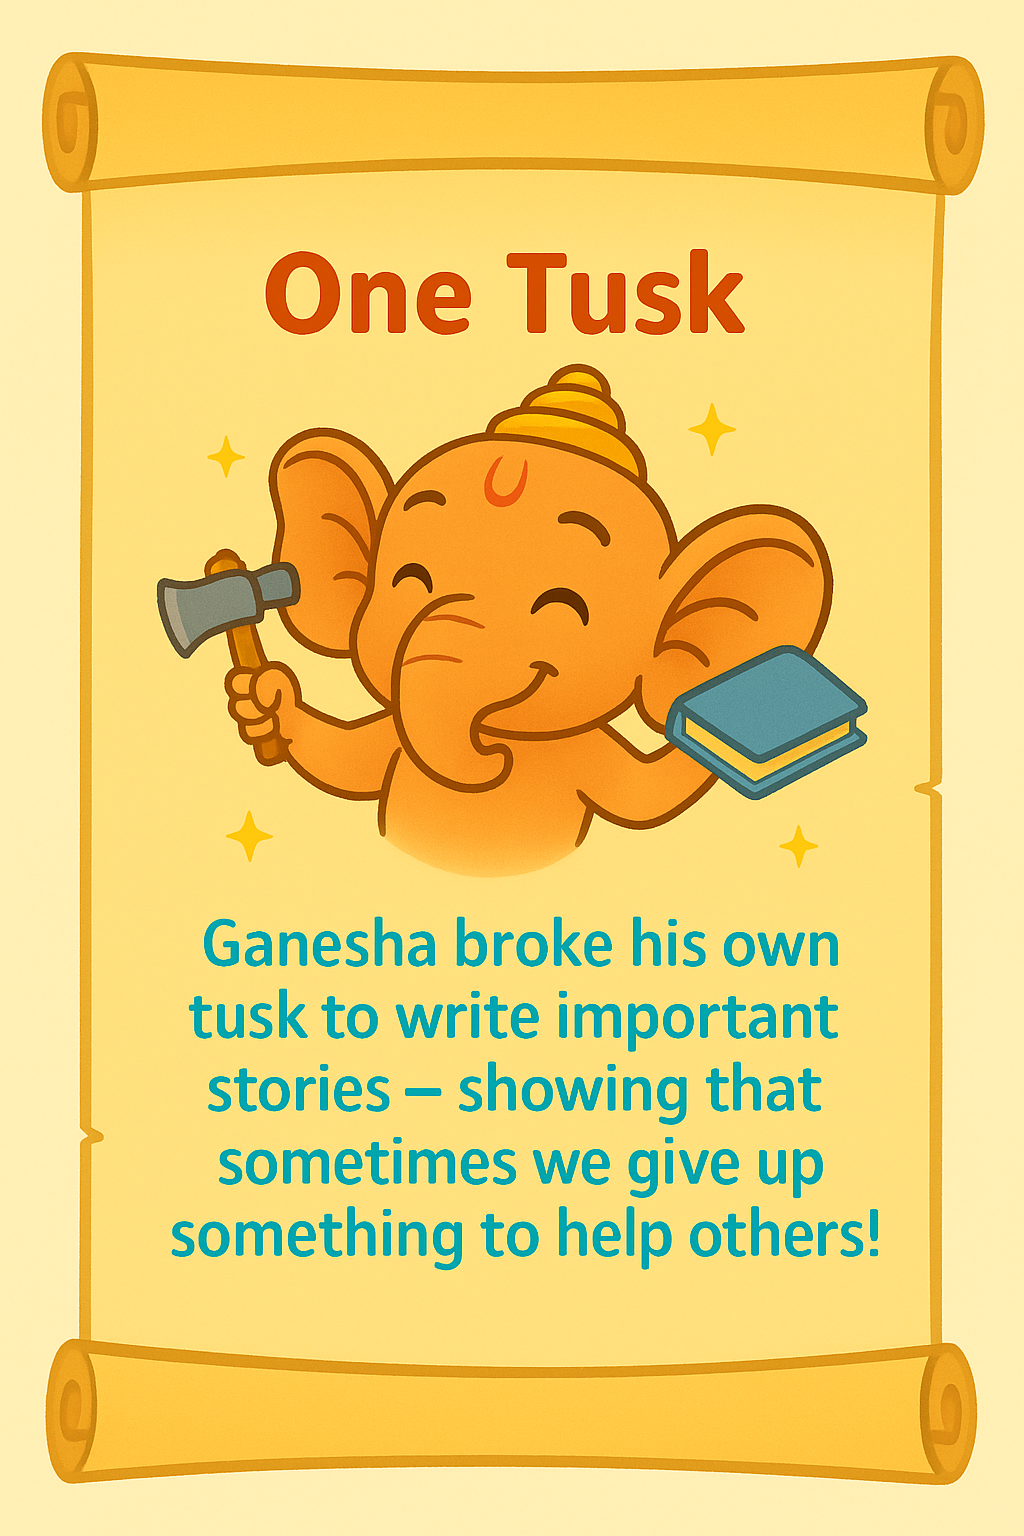 One Tusk
Ganesha broke his own
tusk to write important
stories – showing that
sometimes we give up
something to help others!